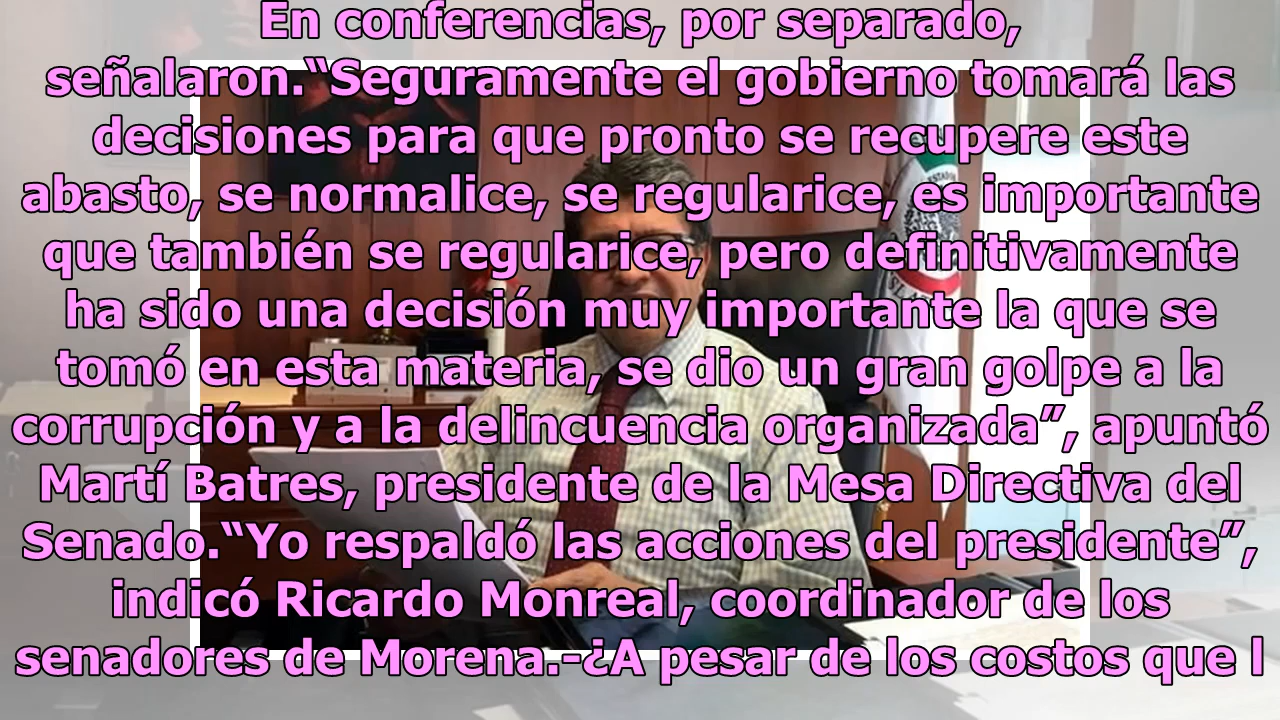 En conferencias, por separado,
señalaron.“Seguramente el gobierno tomará las
decisiones para que pronto se recupere este
abasto, se normalice, se regularice, es importante
que también se regularice, pero definitivamente
ha sido una decisión muy importante la que se
tomó en esta materia, se dio un gran golpe a la
corrupción y a la delincuencia organizada”, apuntó
Martí Batres, presidente de la Mesa Directiva del
Senado.“Yo respaldó las acciones del presidente”,
indicó Ricardo Monreal, coordinador de los
senadores de Morena.-¿A pesar de los costos que l